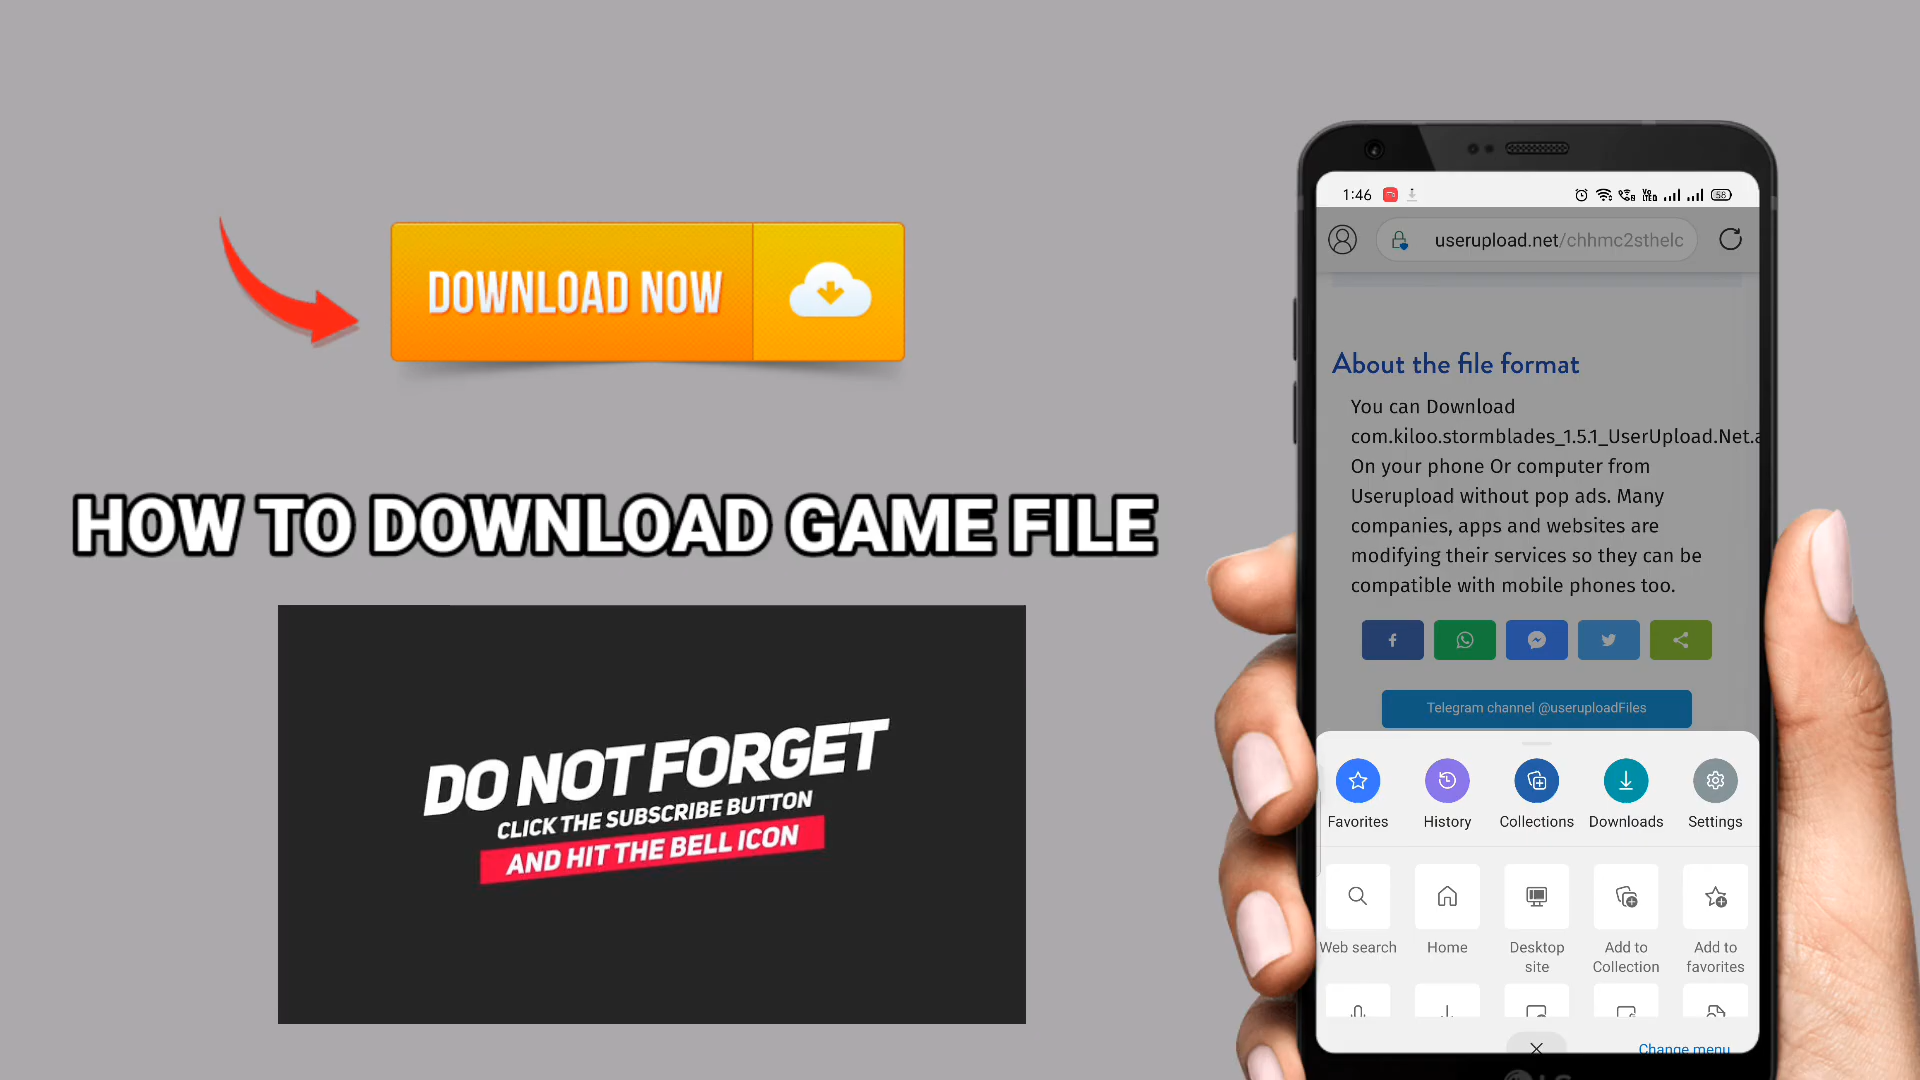 DOWNLOAD NOW
HOW TO DOWNLOAD GAME FILE
DO NOT FORGET
CLICK THE SUBSCRIBE BUTTON
AND HIT THE BELL ICON
1:46
58
userupload.net/chhmc2sthelc
About the file format
You can Download
com.kiloo.stormblades_1.5.1_UserUpload.Net.a
On your phone Or computer from
Userupload without pop ads. Many
companies, apps and websites are
modifying their services so they can be
compatible with mobile phones too.
Telegram channel @useruploadFiles
Favorites History Collections Downloads Settings
Web search Home Desktop site Add to Collection Add to favorites
Change menu